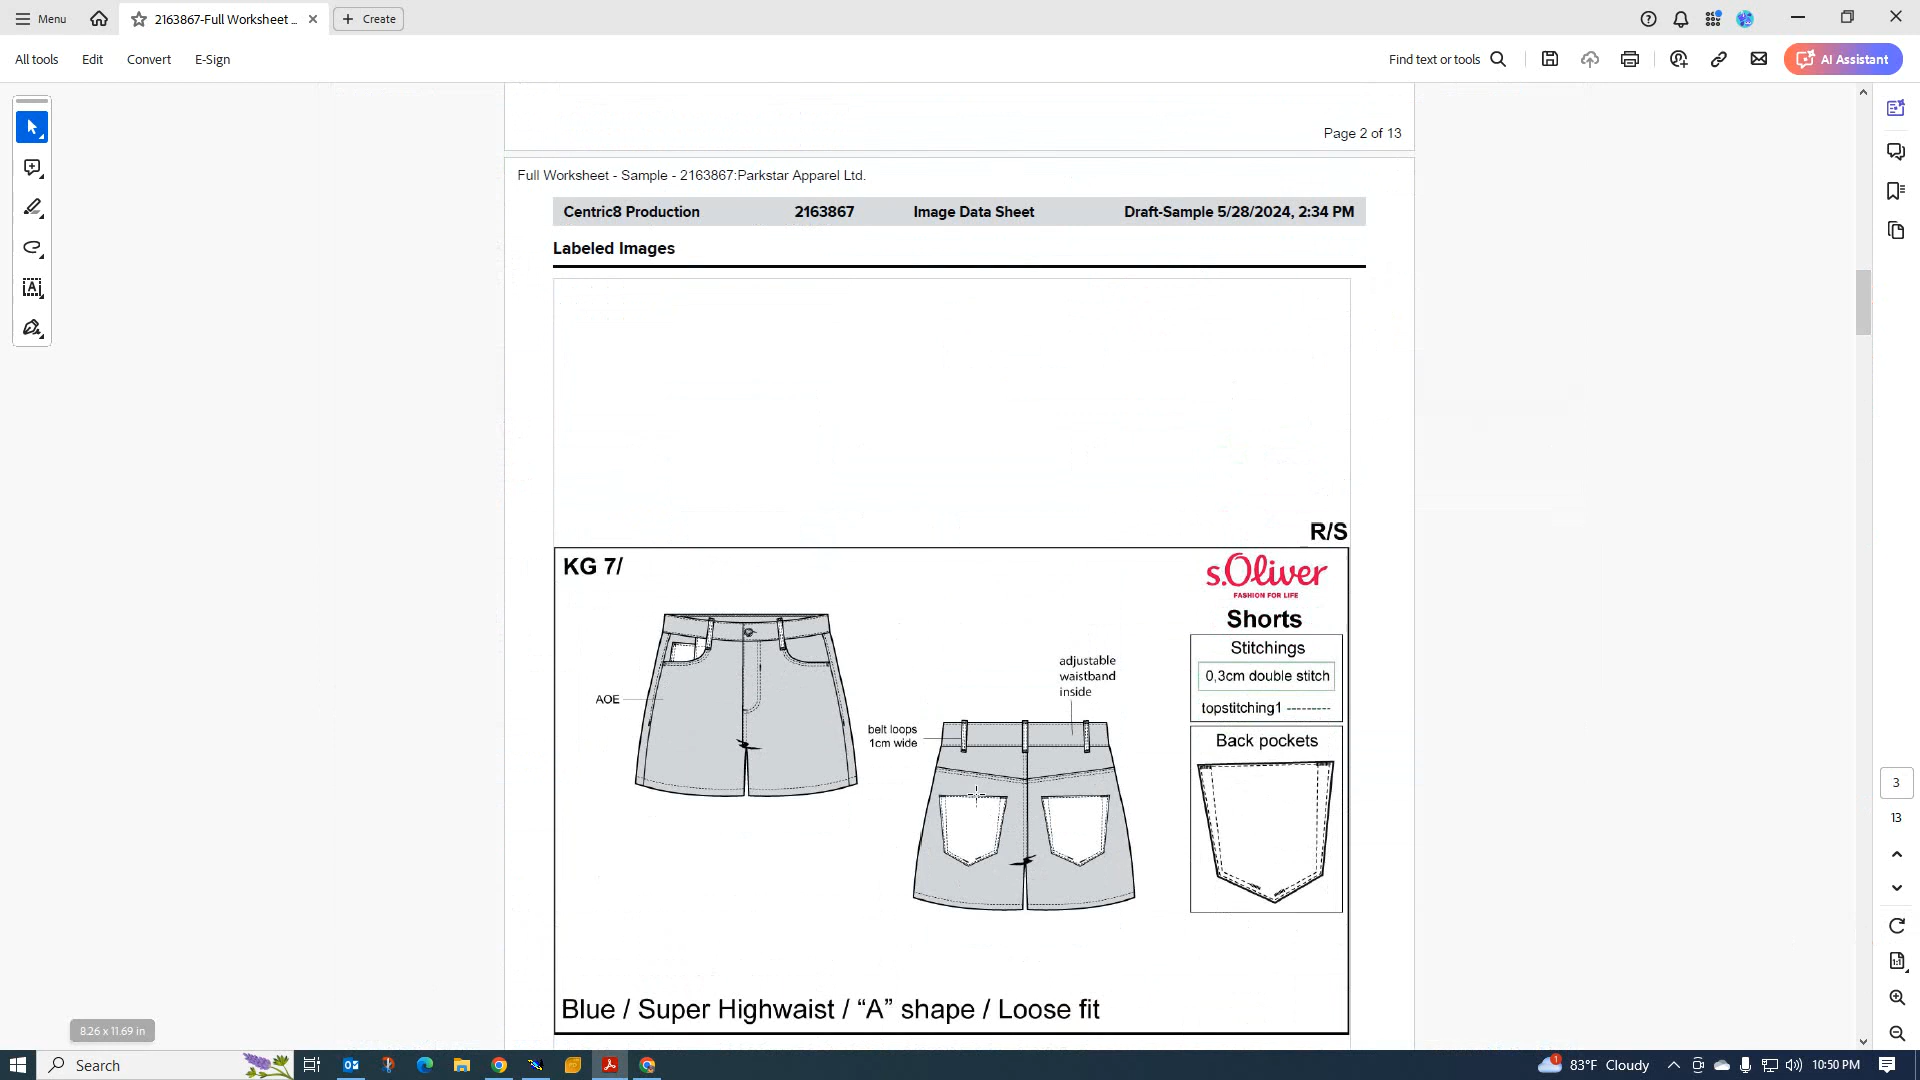 Menu
2163867-Full Worksheet ...
Create
All tools
Edit
Convert
E-Sign
Find text or tools
AI Assistant
Page 2 of 13
Full Worksheet - Sample - 2163867:Parkstar Apparel Ltd.
Centric8 Production 2163867 Image Data Sheet Draft-Sample 5/28/2024, 2:34 PM
Labeled Images
R/S
KG 7/
s.Oliver
FASHION FOR LIFE
Shorts
Stitchings
0,3cm double stitch
topstitching1 --------
Back pockets
AOE
adjustable
waistband
inside
belt loops
1cm wide
Blue / Super Highwaist / “A” shape / Loose fit
3
13
8.26 x 11.69 in
Search
1
83°F Cloudy
10:50 PM